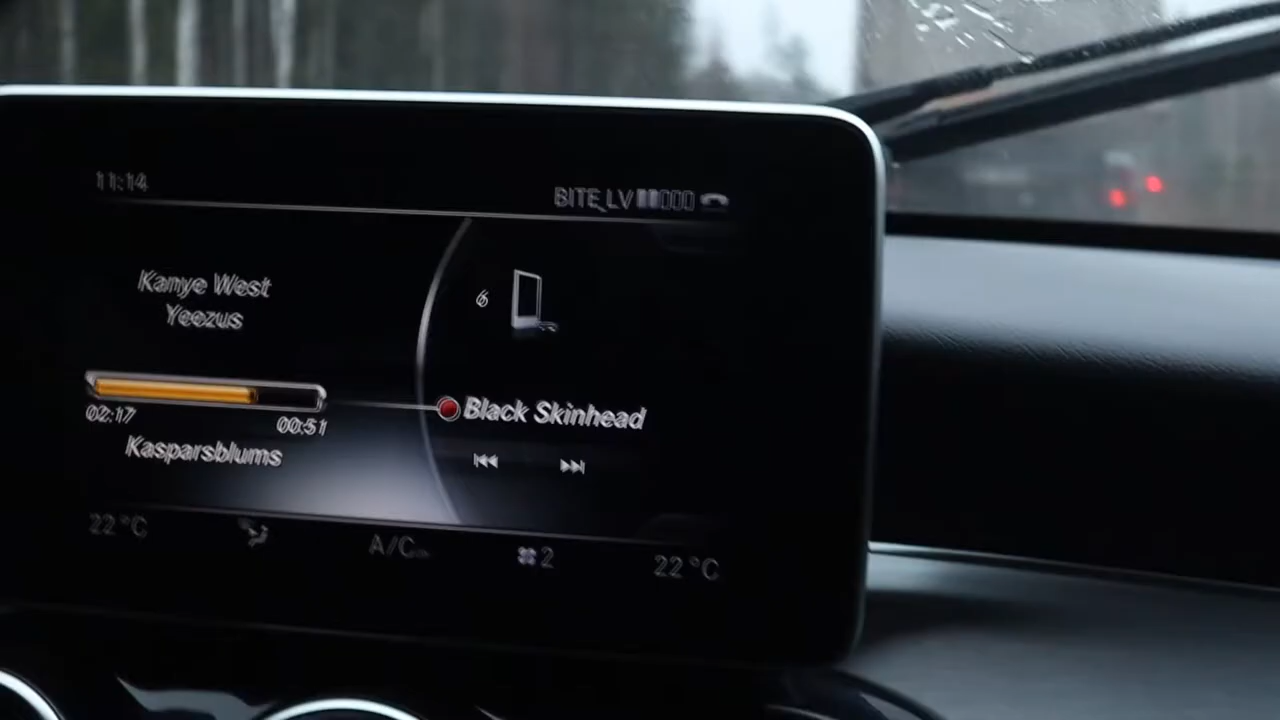 11:14
BITE LV
Kanye West
Yeezus
02:17
00:51
Black Skinhead
Kasparsblums
22 °C
A/C
2
22 °C